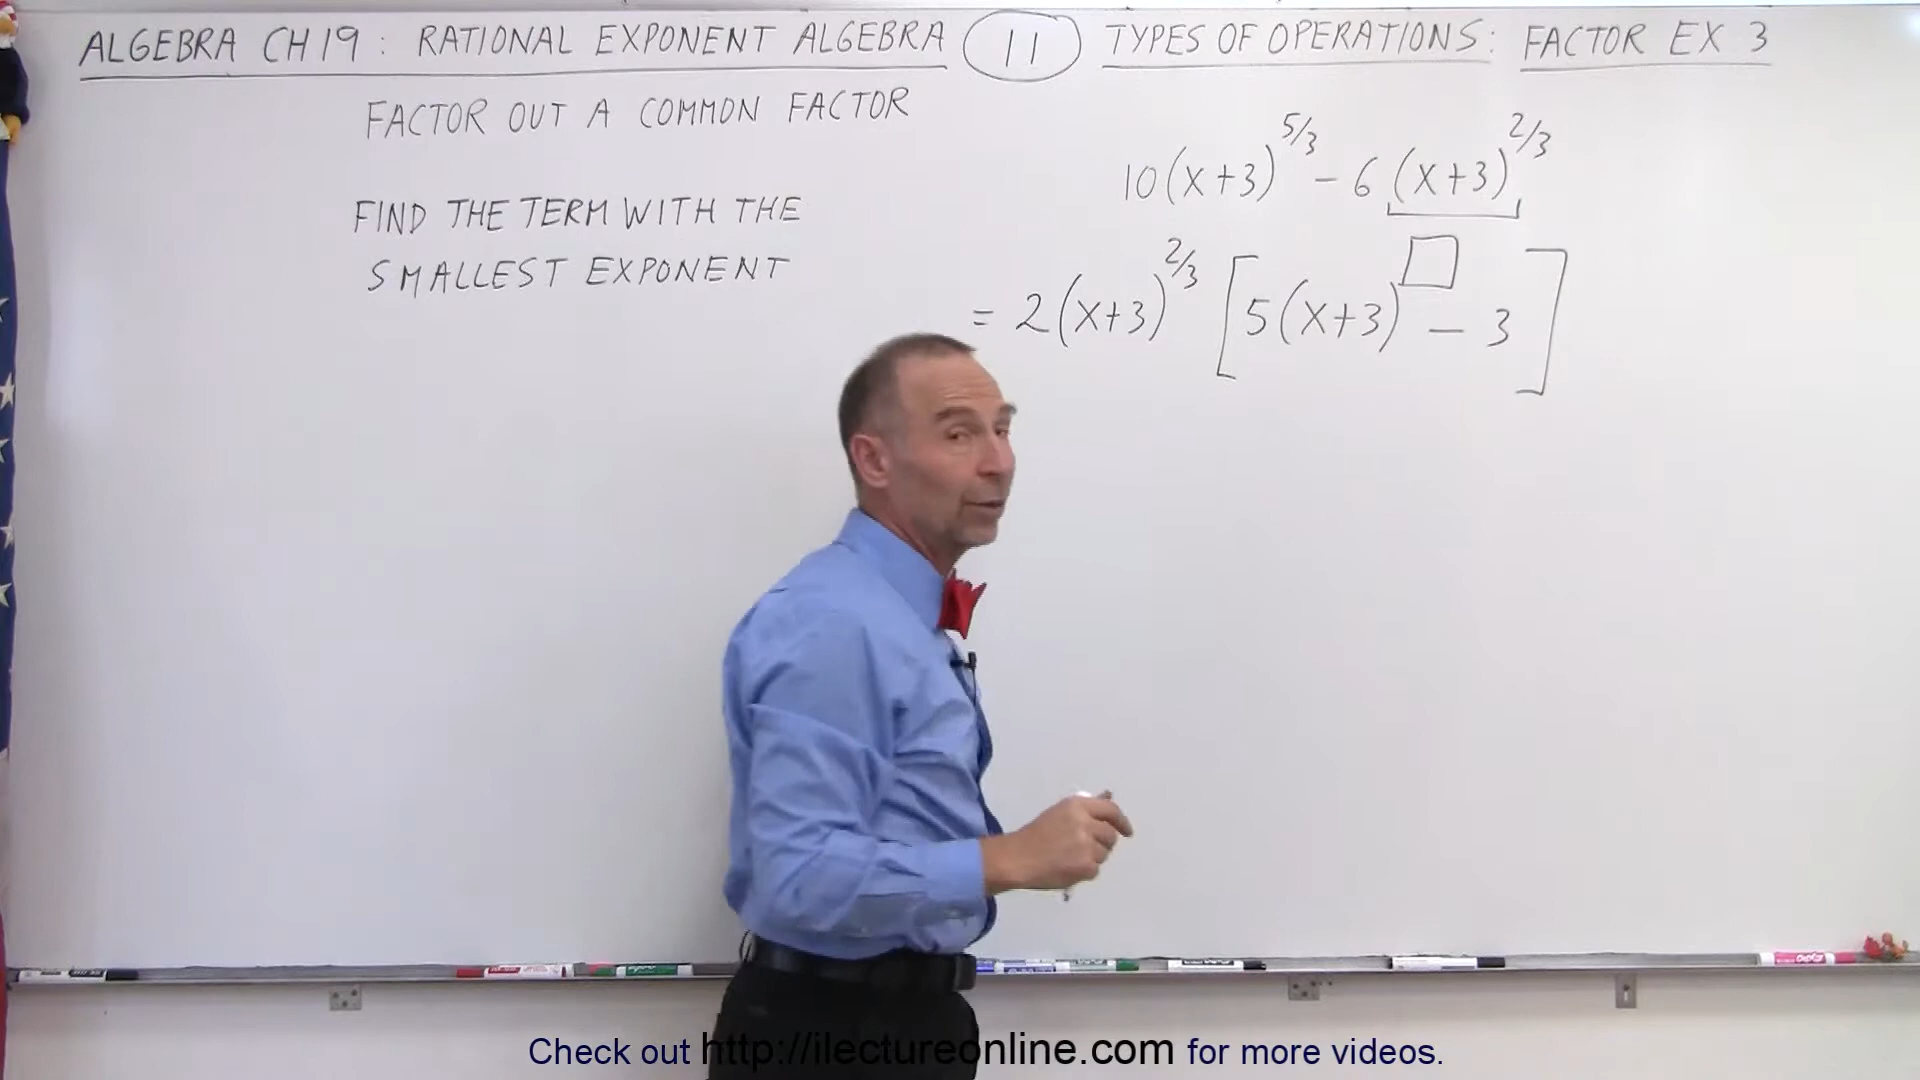 ALGEBRA CH 19 : RATIONAL EXPONENT ALGEBRA 11 TYPES OF OPERATIONS: FACTOR EX 3
FACTOR OUT A COMMON FACTOR
FIND THE TERM WITH THE
SMALLEST EXPONENT
10(x+3)^5/3 - 6(x+3)^2/3
= 2(x+3)^2/3 [5(x+3)^□ - 3]
Check out http://ilectureonline.com for more videos.